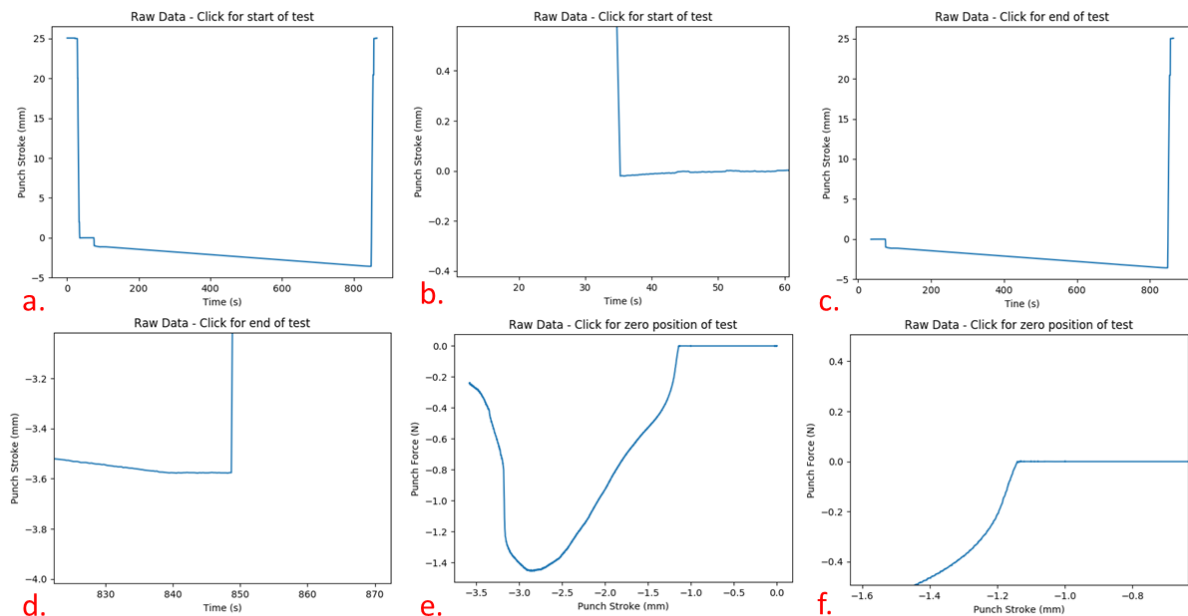 Raw Data - Click for start of test
Punch Stroke (mm)
25
20
15
10
5
0
−5
0 200 400 600 800
Time (s)
a.
Raw Data - Click for start of test
Punch Stroke (mm)
0.4
0.2
0.0
−0.2
−0.4
20 30 40 50 60
Time (s)
b.
Raw Data - Click for end of test
Punch Stroke (mm)
25
20
15
10
5
0
−5
0 200 400 600 800
Tine (s)
c.
Raw Data - Click for end of test
Punch Stroke (mm)
−3.2
−3.4
−3.6
−3.8
−4.0
830 840 850 860 870
Time (s)
d.
Raw Data - Click for zero position of test
Punch Force (N)
0.0
−0.2
−0.4
−0.6
−0.8
−1.0
−1.2
−1.4
−3.5 −3.0 −2.5 −2.0 −1.5 −1.0 −0.5 0.0
Punch Stroke (mm)
e.
Raw Data - Click for zero position of test
Punch Force (N)
0.4
0.2
0.0
−0.2
−0.4
−1.6 −1.4 −1.2 −1.0 −0.8
Punch Stroke (mm)
f.